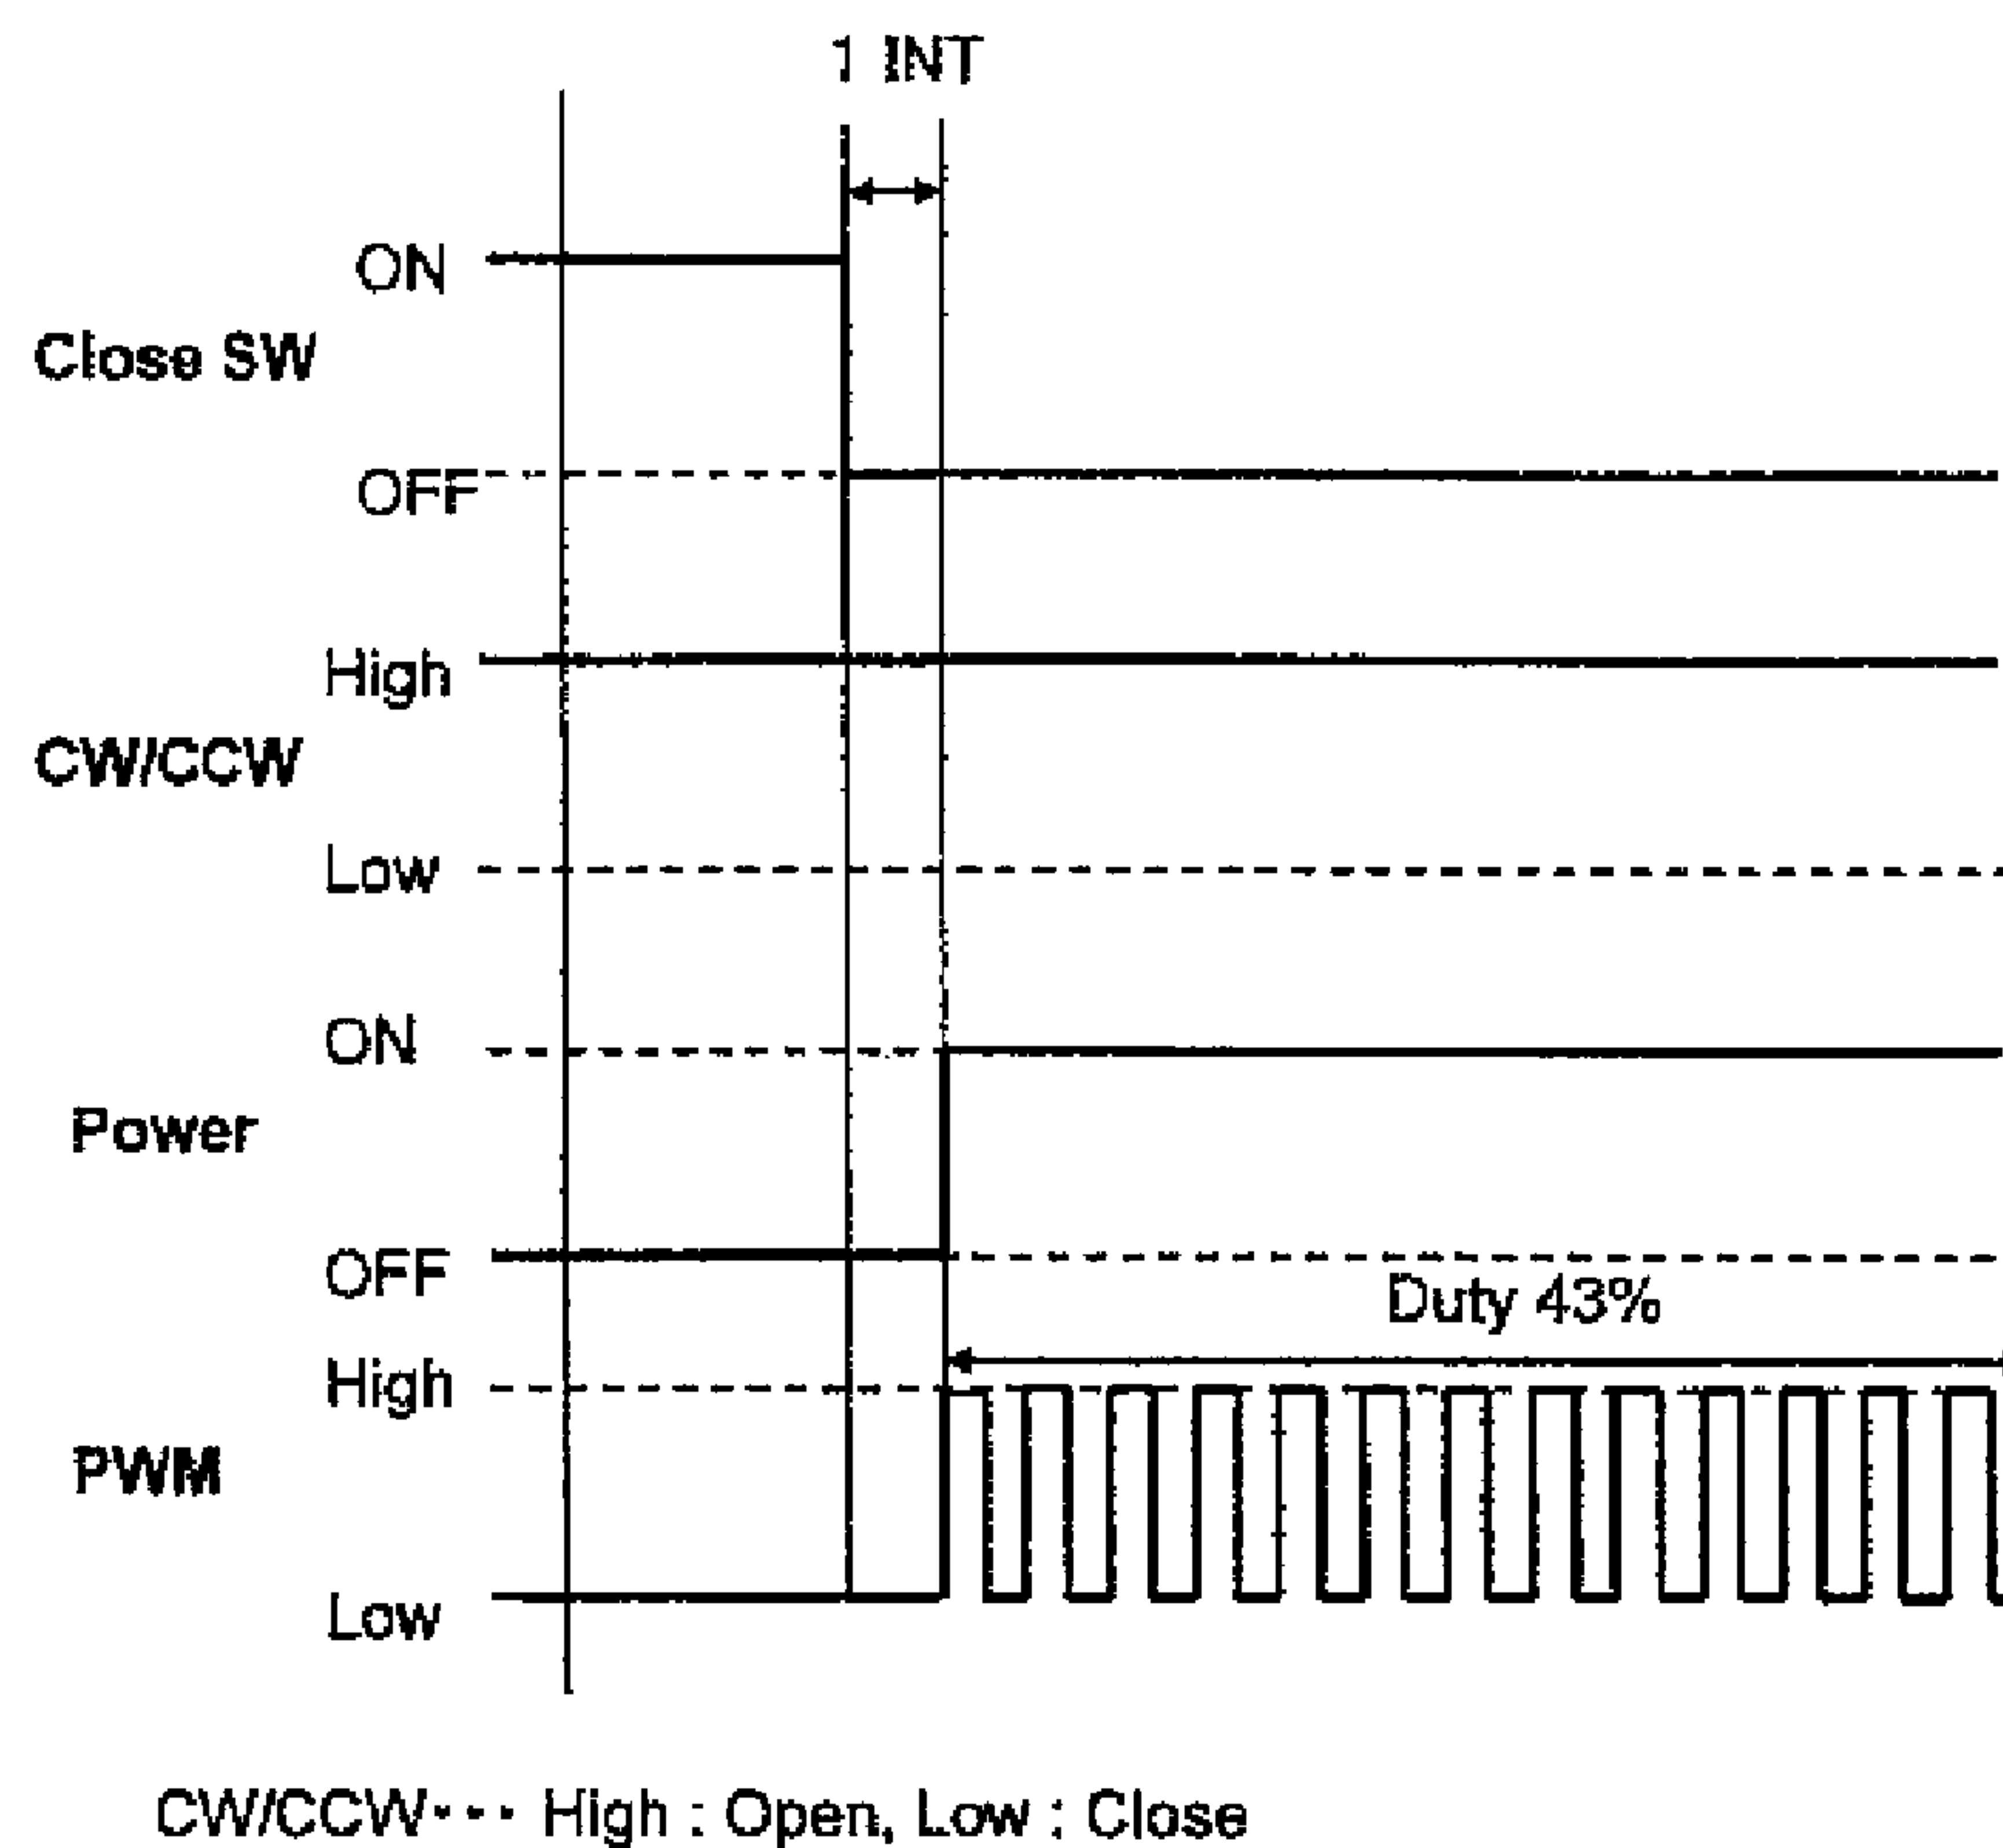 1 INT
ON
Close SW
OFF
High
CW/CCW
Low
ON
Power
OFF
Duty 43%
High
PWM
Low
CW/CCW--- High : Open, Low : Close